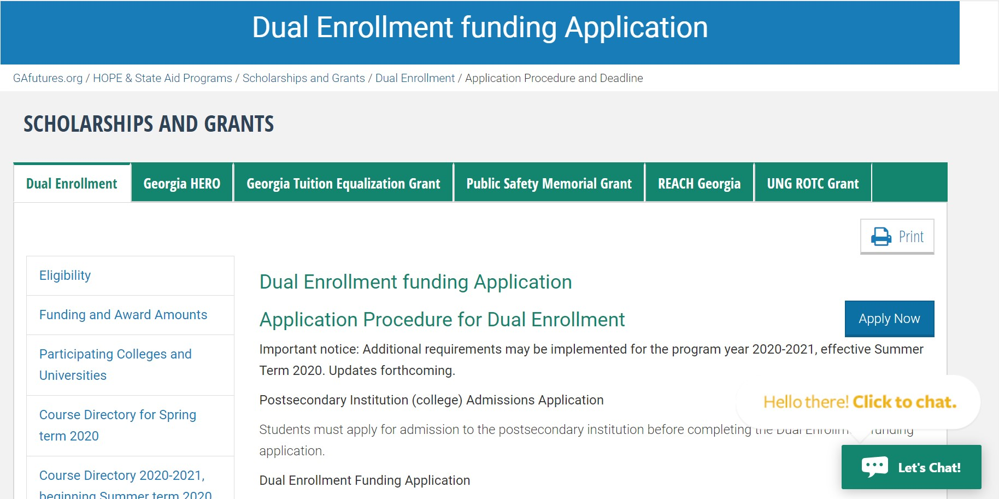 Dual Enrollment funding Application
GAfutures.org / HOPE & State Aid Programs / Scholarships and Grants / Dual Enrollment / Application Procedure and Deadline
SCHOLARSHIPS AND GRANTS
Dual Enrollment
Georgia HERO
Georgia Tuition Equalization Grant
Public Safety Memorial Grant
REACH Georgia
UNG ROTC Grant
Print
Eligibility
Funding and Award Amounts
Participating Colleges and
Universities
Course Directory for Spring
term 2020
Course Directory 2020-2021,
beginning Summer term 2020
Dual Enrollment funding Application
Application Procedure for Dual Enrollment
Apply Now
Important notice: Additional requirements may be implemented for the program year 2020-2021, effective Summer
Term 2020. Updates forthcoming.
Postsecondary Institution (college) Admissions Application
Students must apply for admission to the postsecondary institution before completing the Dual Enrollm funding
application.
Dual Enrollment Funding Application
Hello there! Click to chat.
Let's Chat!